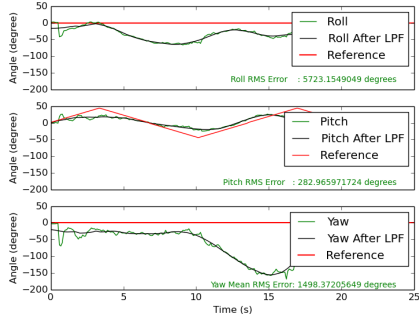 50
0
−50
−100
−150
−200
Angle (degree)
Roll
Roll After LPF
Reference
Roll RMS Error : 5723.1549049 degrees
100
50
0
−50
−100
−150
−200
Angle (degree)
Pitch
Pitch After LPF
Reference
Pitch RMS Error : 282.965971724 degrees
50
0
−50
−100
−150
−200
Angle (degree)
Yaw
Yaw After LPF
Reference
Yaw Mean RMS Error: 1498.37205649 degrees
0 5 10 15 20 25
Time (s)